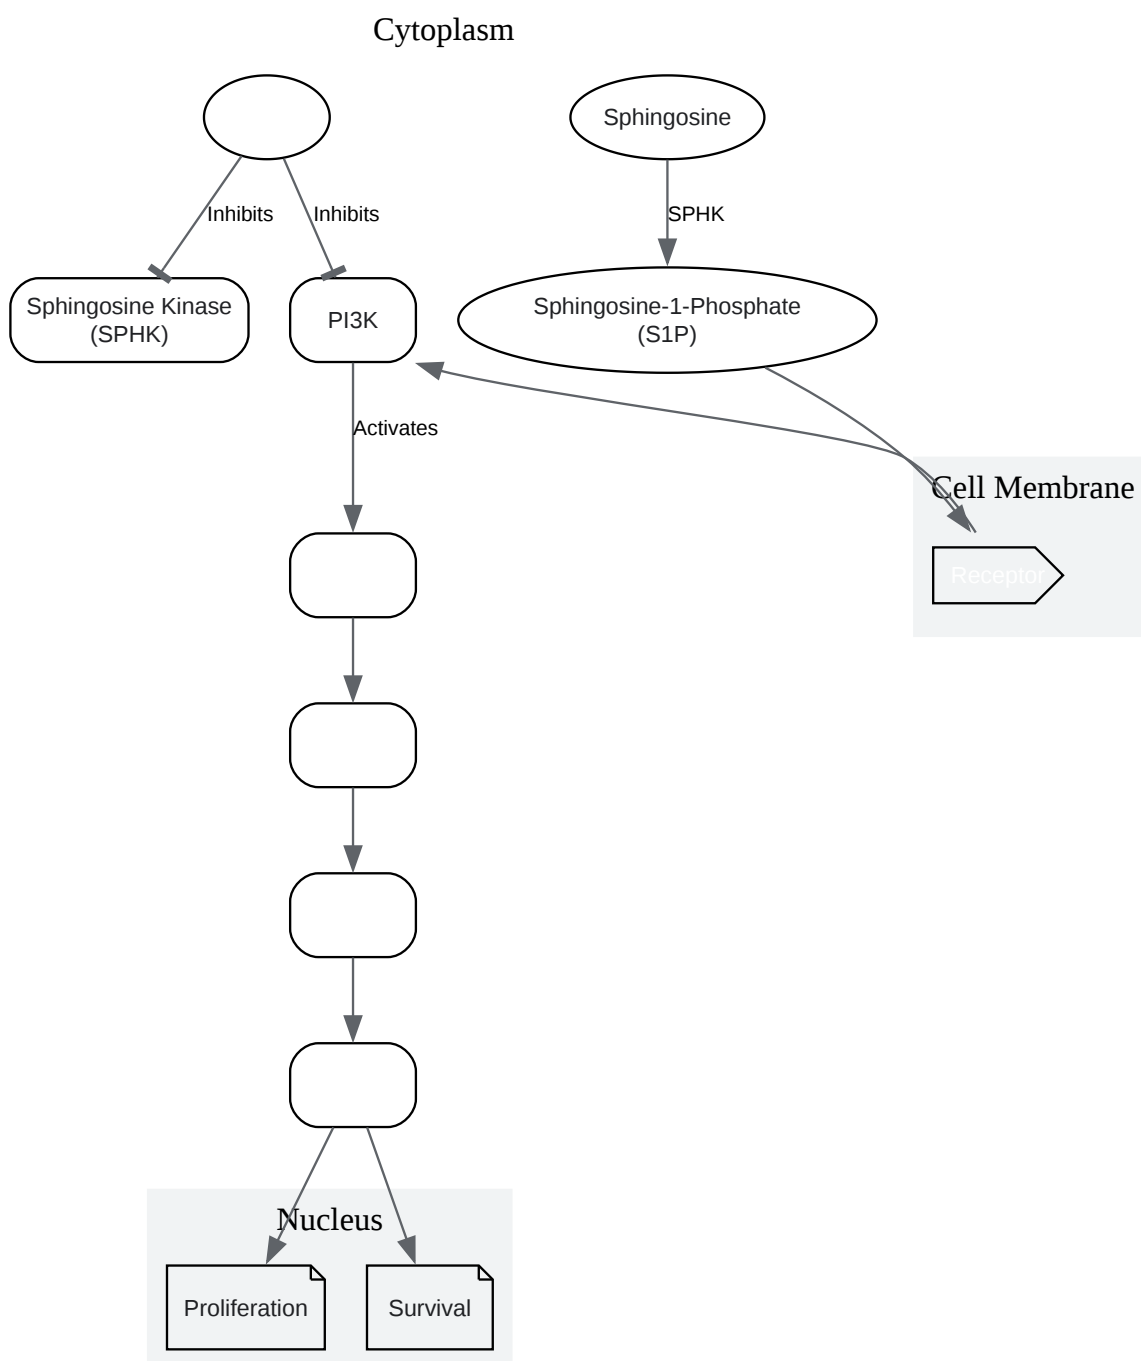 Cytoplasm
Sphingosine
Inhibits
Inhibits
SPHK
Sphingosine Kinase
(SPHK)
PI3K
Sphingosine-1-Phosphate
(S1P)
Activates
Cell Membrane
Receptor
Nucleus
Proliferation
Survival